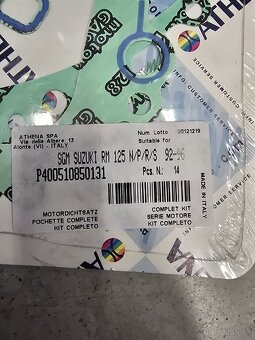 ATHENA
CUSTOMER SERVICE
ATHENA SPA
Via delle Albere 13
Alonte (VI) - ITALY
Num. Lotto 20121219
Suitable for
SGM SUZUKI RM 125 N/P/R/S 92-96
P400510850131
Pcs. N.: 14
MADE IN ITALY
MOTORDICHTSATZ
POCHETTE COMPLETE
KIT COMPLETO
COMPLET KIT
SERIE MOTORE
KIT COMPLETO